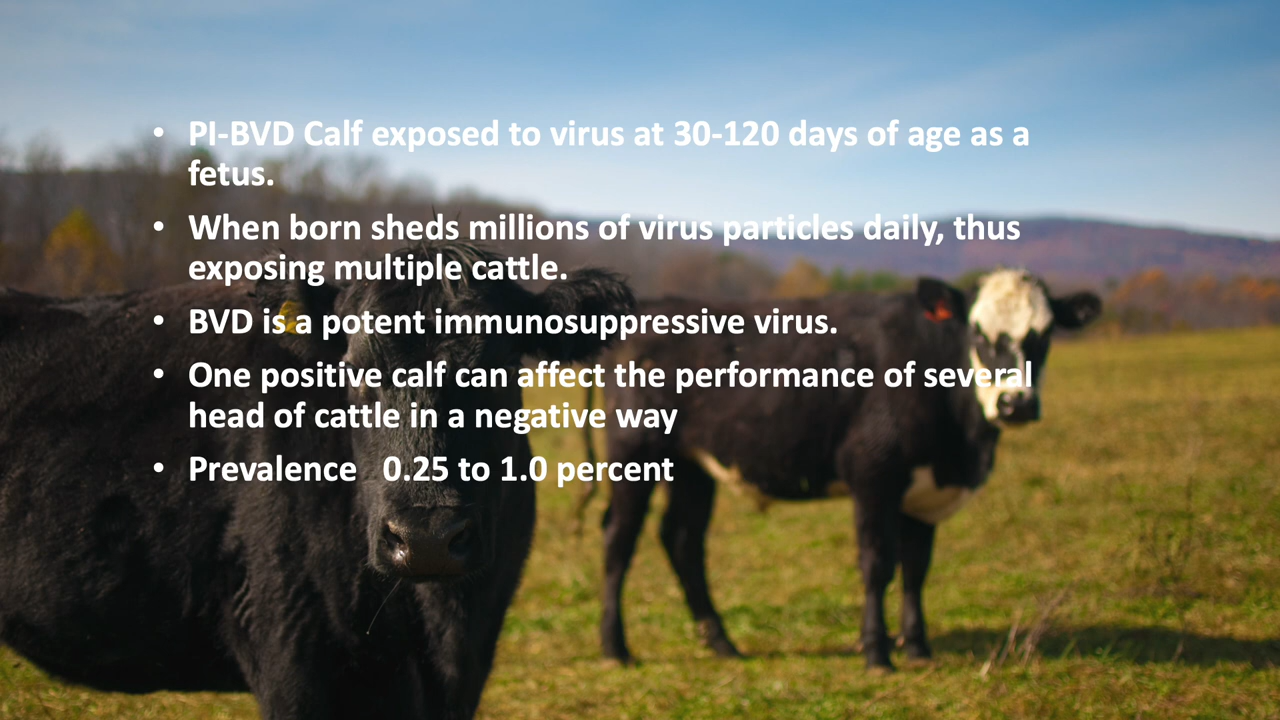 • PI-BVD Calf exposed to virus at 30-120 days of age as a
fetus.
• When born sheds millions of virus particles daily, thus
exposing multiple cattle.
• BVD is a potent immunosuppressive virus.
• One positive calf can affect the performance of several
head of cattle in a negative way
• Prevalence   0.25 to 1.0 percent